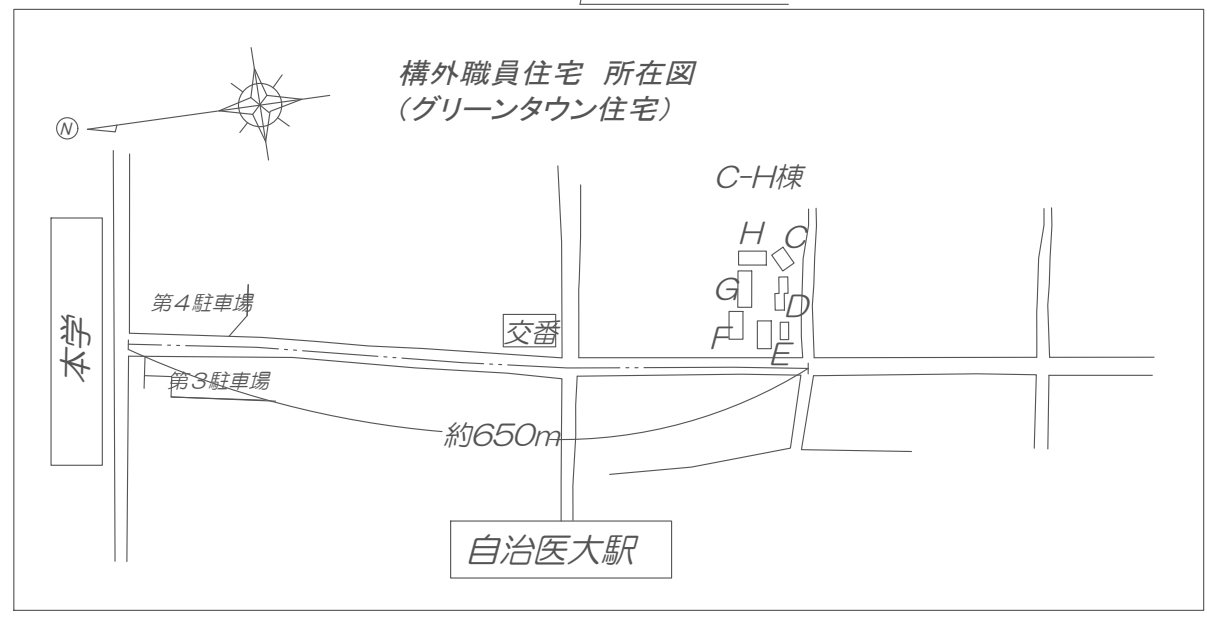 構外職員住宅 所在図
(グリーンタウン住宅)
N
C-H棟
H
C
G
D
F
E
第4駐車場
交番
本学
第3駐車場
約650m
自治医大駅